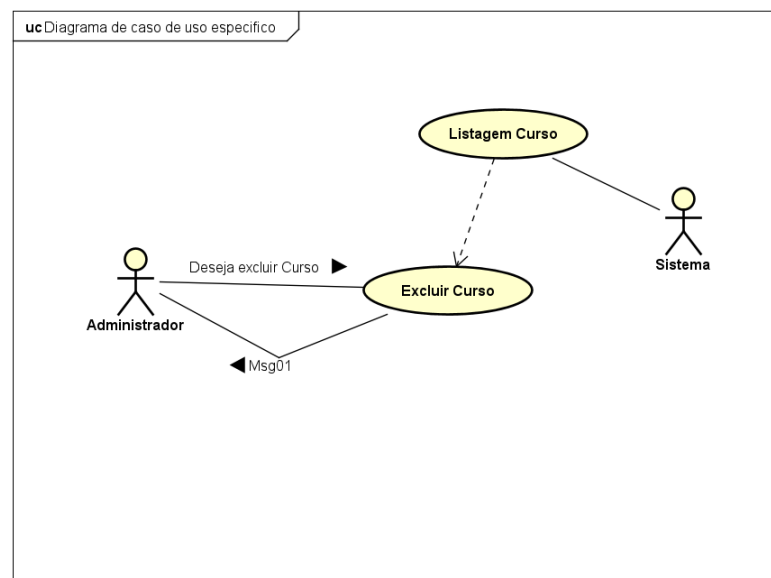 uc Diagrama de caso de uso especifico
Listagem Curso
Sistema
Deseja excluir Curso
Excluir Curso
Administrador
Msg01